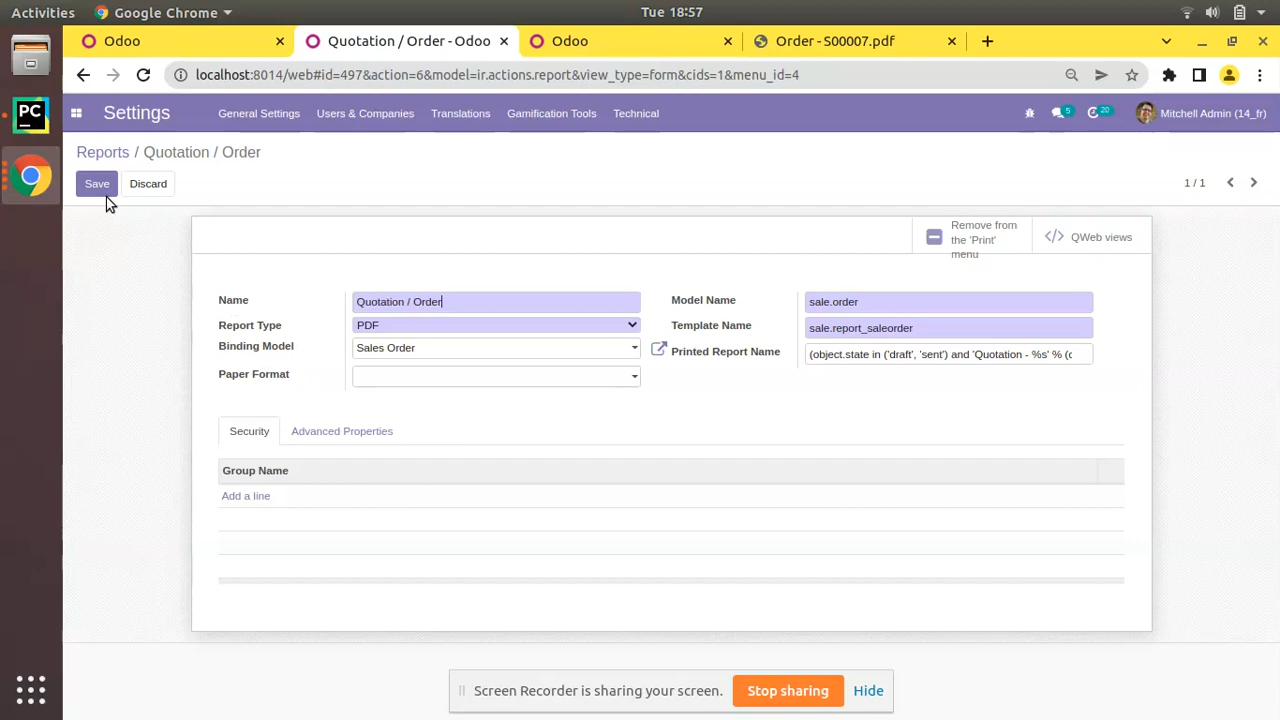 Activities Google Chrome Tue 18:57
Odoo Quotation / Order - Odoo Odoo Order - S00007.pdf
localhost:8014/web#id=497&action=6&model=ir.actions.report&view_type=form&cids=1&menu_id=4
Settings General Settings Users & Companies Translations Gamification Tools Technical 5 20 Mitchell Admin (14_fr)
Reports / Quotation / Order
Save Discard 1 / 1
Remove from
the 'Print'
menu
QWeb views
Name Quotation / Order Model Name sale.order
Report Type PDF Template Name sale.report_saleorder
Binding Model Sales Order Printed Report Name (object.state in ('draft', 'sent') and 'Quotation - %s' % (c
Paper Format
Security Advanced Properties
Group Name
Add a line
Screen Recorder is sharing your screen. Stop sharing Hide
PC